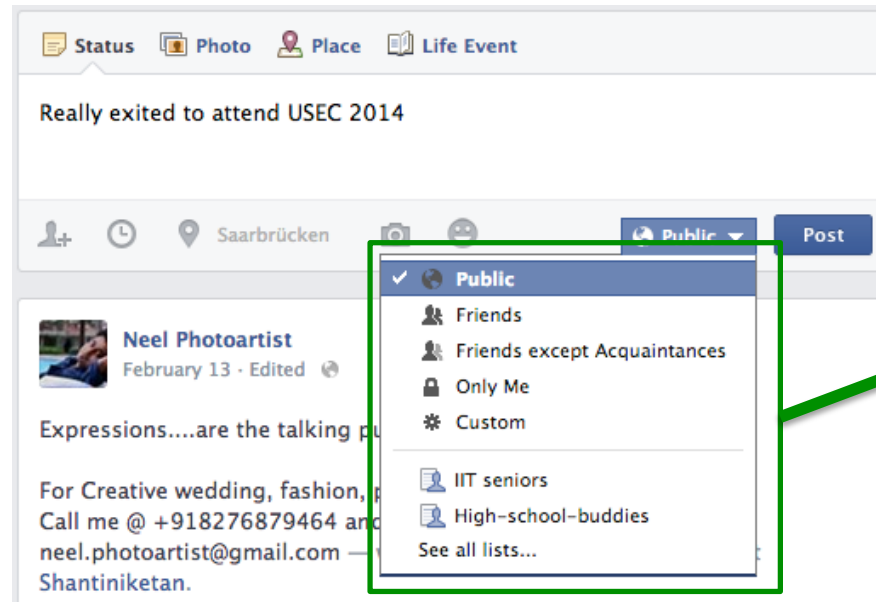 Status Photo Place Life Event
Really exited to attend USEC 2014
Saarbrücken Public Post
Public
Friends
Friends except Acquaintances
Only Me
Custom
IIT seniors
High-school-buddies
See all lists...
Neel Photoartist
February 13 · Edited
Expressions....are the talking
For Creative wedding, fashion,
Call me @ +918276879464 and
neel.photoartist@gmail.com —
Shantiniketan.